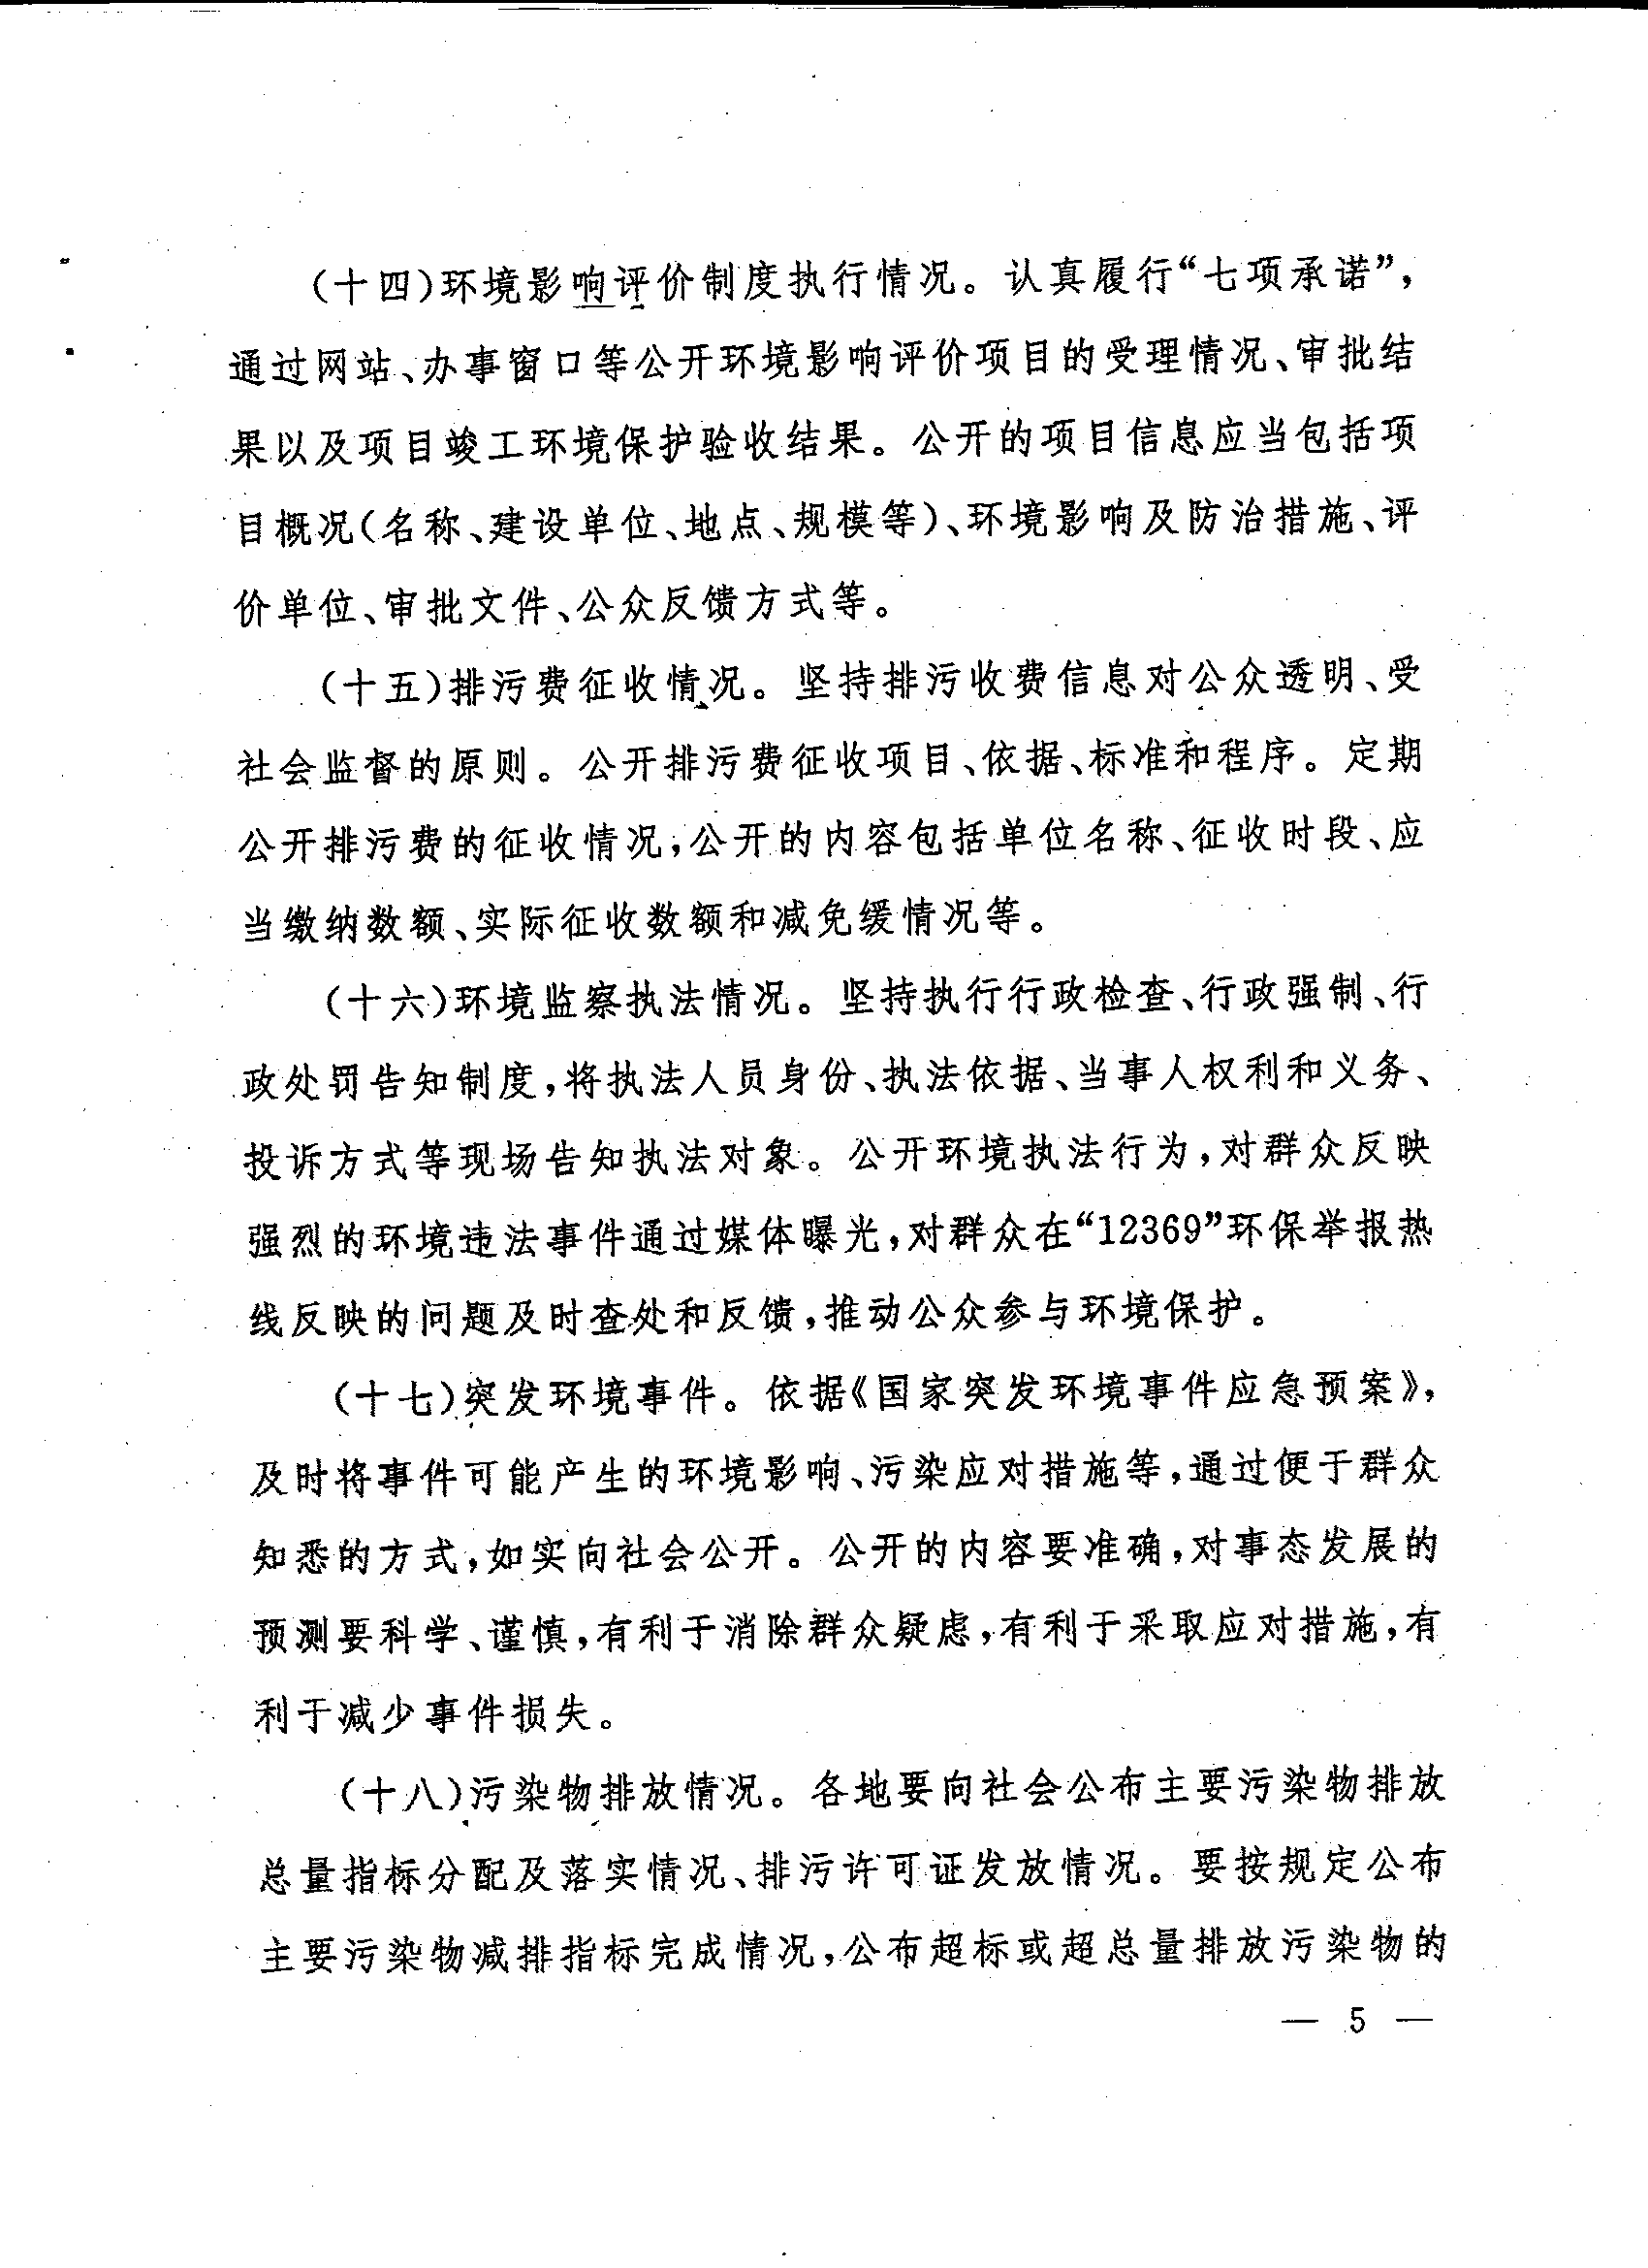 (十四)环境影响评价制度执行情况。认真履行“七项承诺”，
通过网站、办事窗口等公开环境影响评价项目的受理情况、审批结
果以及项目竣工环境保护验收结果。公开的项目信息应当包括项
目概况(名称、建设单位、地点、规模等)、环境影响及防治措施、评
价单位、审批文件、公众反馈方式等。
(十五)排污费征收情况。坚持排污收费信息对公众透明、受
社会监督的原则。公开排污费征收项目、依据、标准和程序。定期
公开排污费的征收情况，公开的内容包括单位名称、征收时段、应
当缴纳数额、实际征收数额和减免缓情况等。
(十六)环境监察执法情况。坚持执行行政检查、行政强制、行
政处罚告知制度，将执法人员身份、执法依据、当事人权利和义务、
投诉方式等现场告知执法对象。公开环境执法行为，对群众反映
强烈的环境违法事件通过媒体曝光，对群众在“12369”环保举报热
线反映的问题及时查处和反馈，推动公众参与环境保护。
(十七)突发环境事件。依据《国家突发环境事件应急预案》，
及时将事件可能产生的环境影响、污染应对措施等，通过便于群众
知悉的方式，如实向社会公开。公开的内容要准确，对事态发展的
预测要科学、谨慎，有利于消除群众疑虑，有利于采取应对措施，有
利于减少事件损失。
(十八)污染物排放情况。各地要向社会公布主要污染物排放
总量指标分配及落实情况、排污许可证发放情况。要按规定公布
主要污染物减排指标完成情况，公布超标或超总量排放污染物的
— 5 —